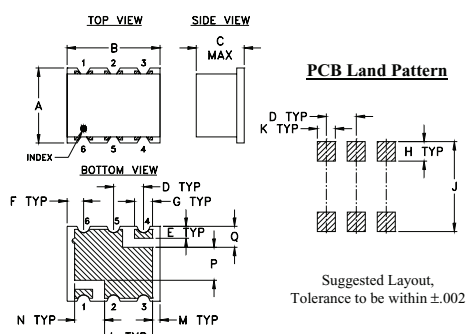 TOP VIEW
SIDE VIEW
B
C
MAX
1 2 3
A
INDEX
6 5 4
BOTTOM VIEW
D TYP
F TYP
G TYP
6 5 4
E TYP
Q
P
1 2 3
N TYP
M TYP
PCB Land Pattern
D TYP
K TYP
H TYP
J
Suggested Layout,
Tolerance to be within ±.002